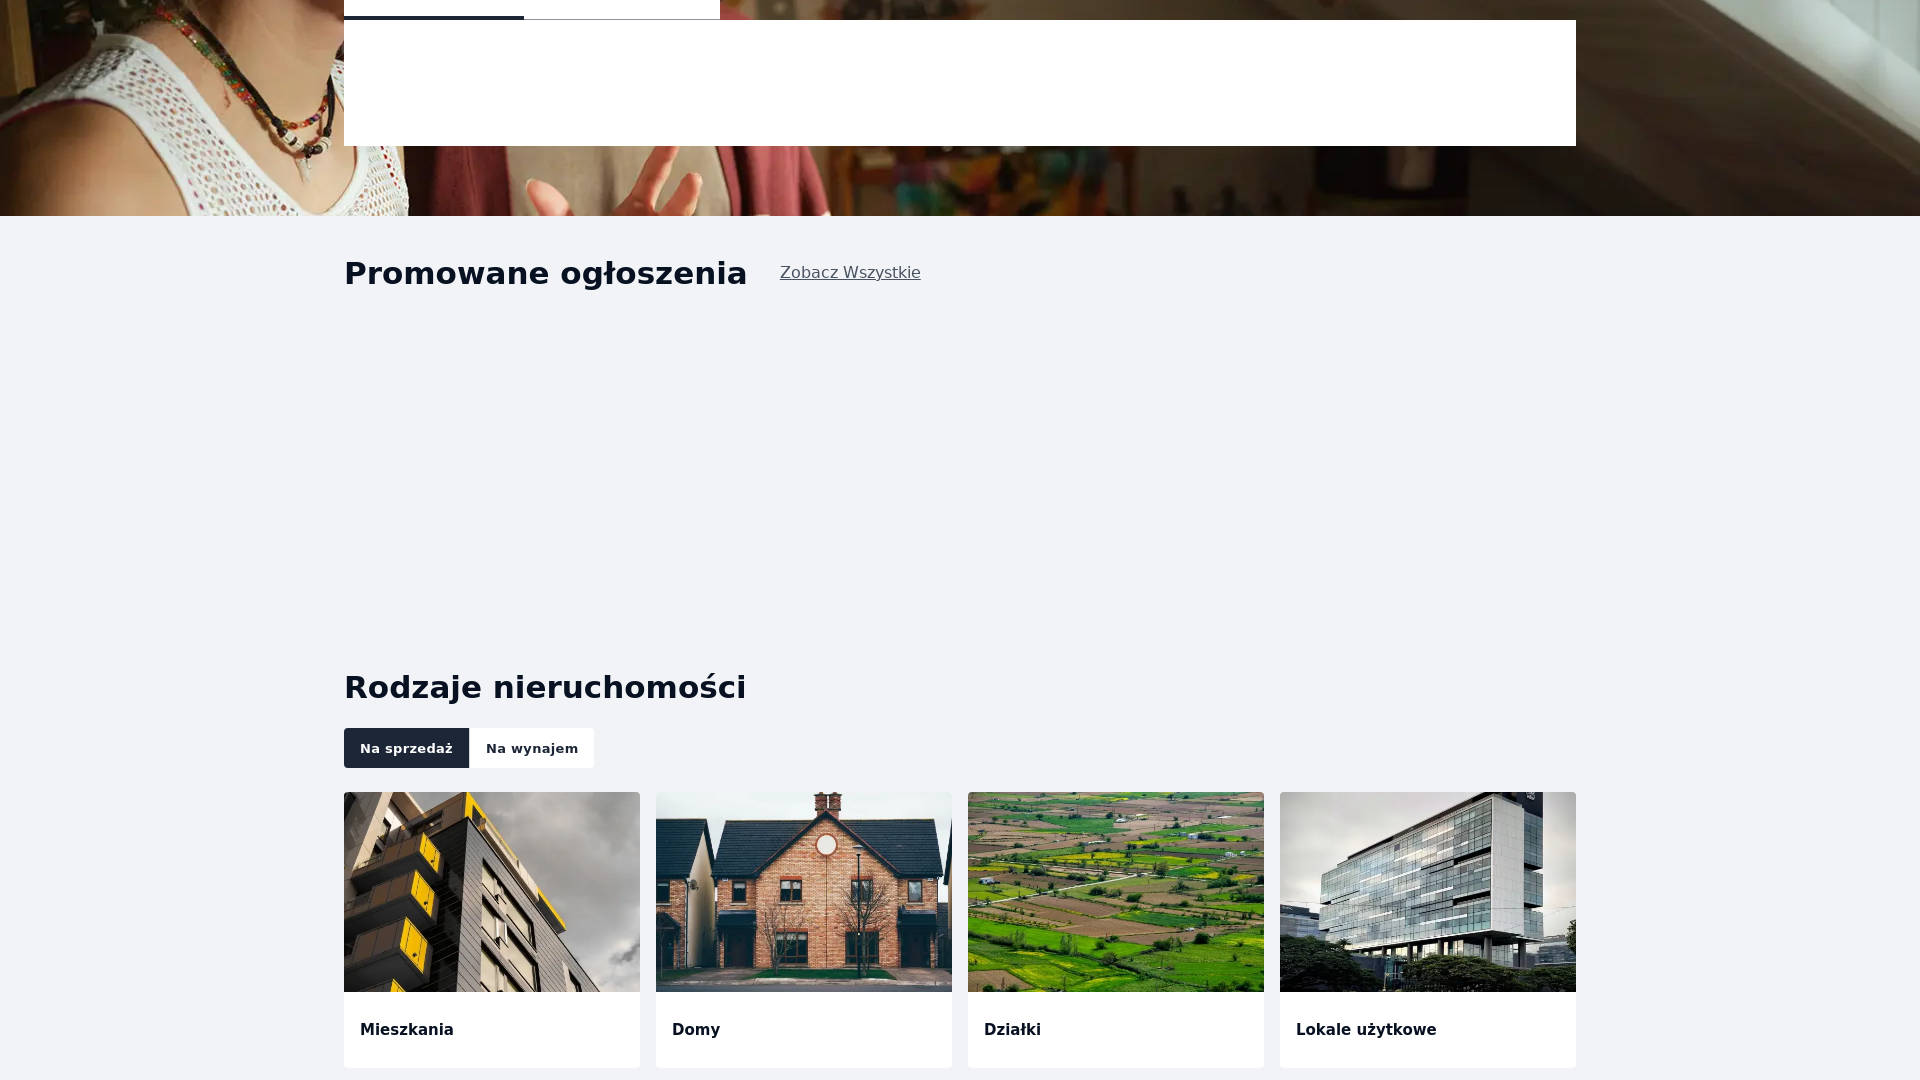 Promowane ogłoszenia
Zobacz Wszystkie
Rodzaje nieruchomości
Na sprzedaż
Na wynajem
Mieszkania
Domy
Działki
Lokale użytkowe